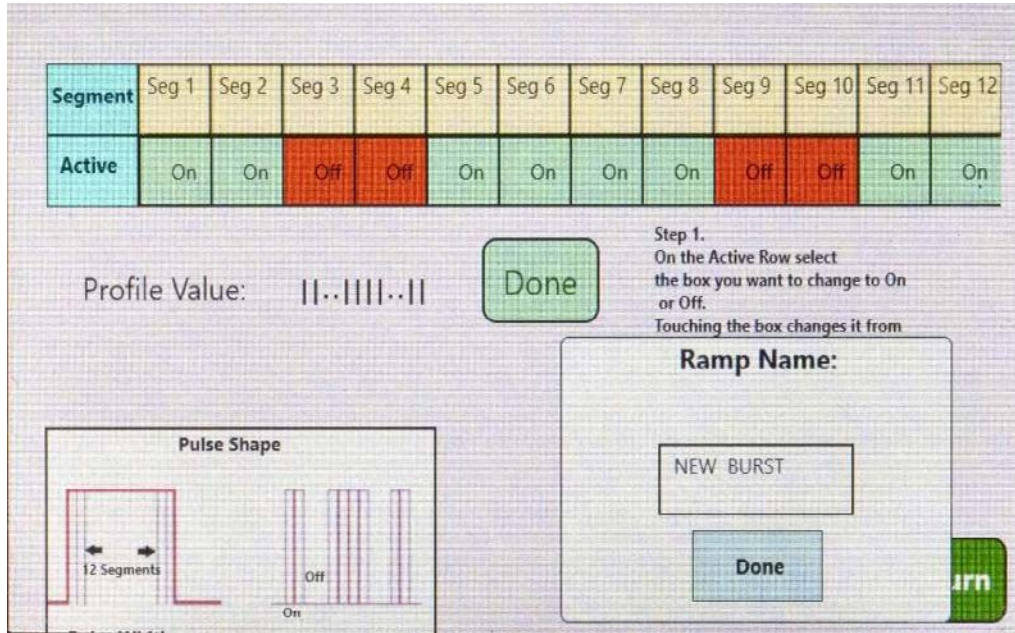 Segment Seg 1 Seg 2 Seg 3 Seg 4 Seg 5 Seg 6 Seg 7 Seg 8 Seg 9 Seg 10 Seg 11 Seg 12
Active On On Off Off On On On On Off Off On On
Profile Value: ||..||||..||
Done
Step 1.
On the Active Row select
the box you want to change to On
or Off.
Touching the box changes it from
Ramp Name:
NEW BURST
Done
urn
Pulse Shape
12 Segments
Off
On